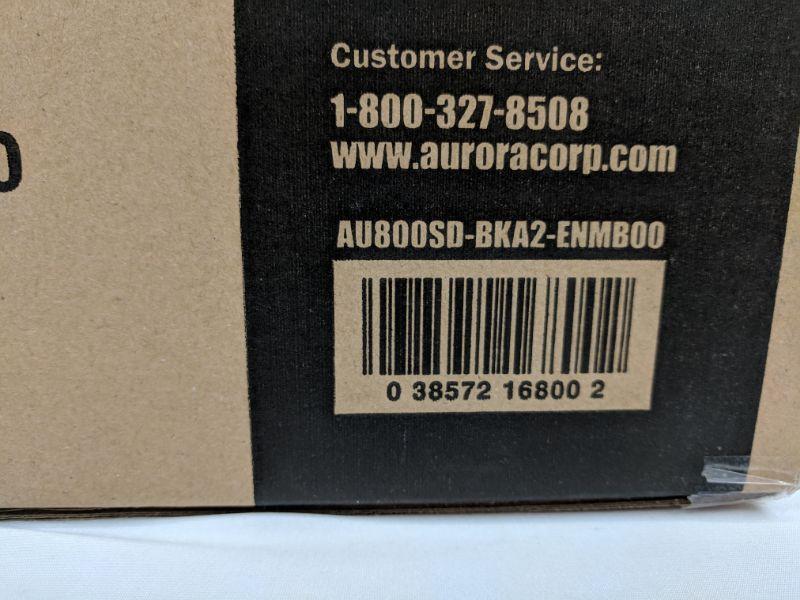 Customer Service:
1-800-327-8508
www.auroracorp.com
AU800SD-BKA2-ENMB00
0 38572 16800 2